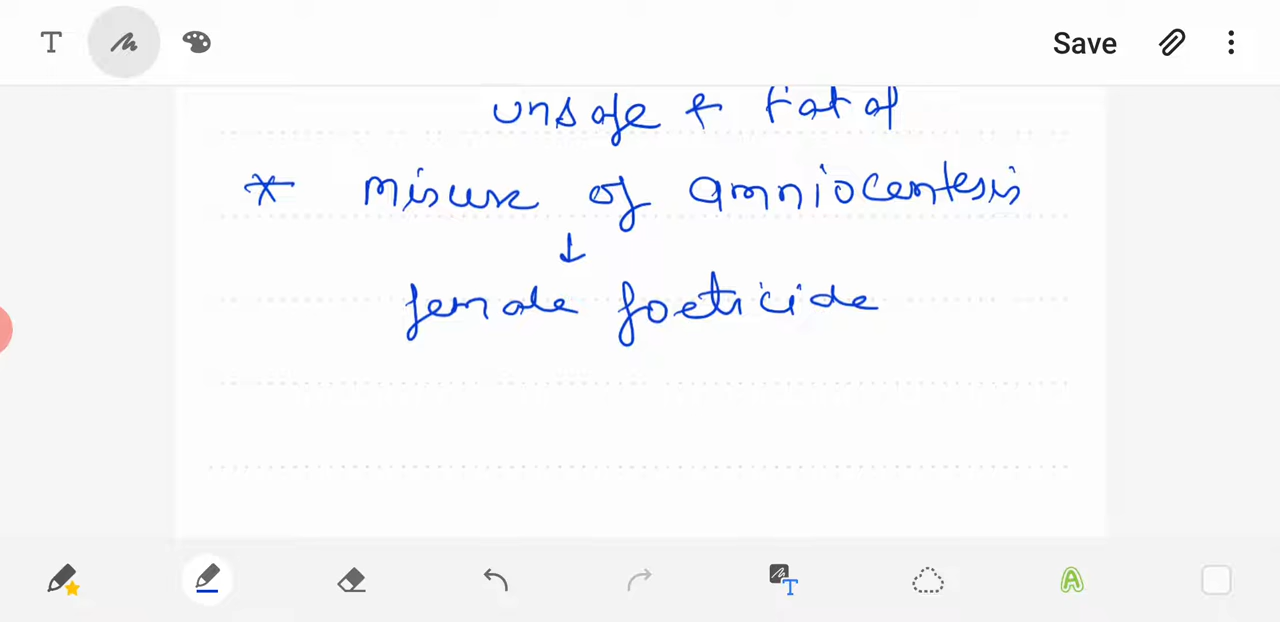 T Save
unsafe & fatal
* misuse of amniocentesis
↓
female foeticide
T A